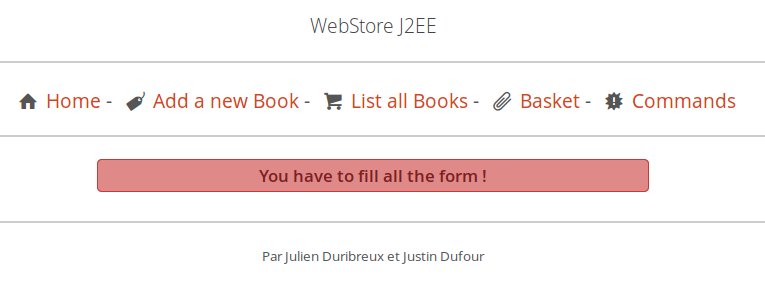 WebStore J2EE
Home - Add a new Book - List all Books - Basket - Commands
You have to fill all the form !
Par Julien Duribreux et Justin Dufour